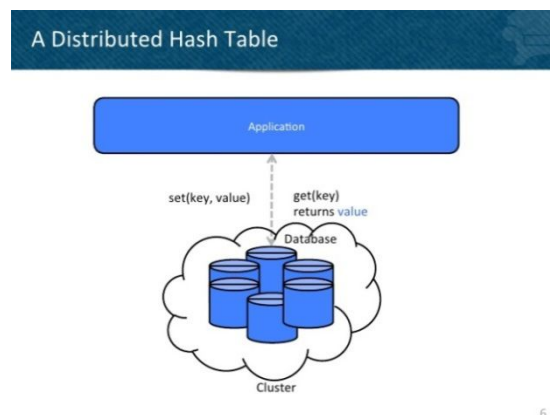 A Distributed Hash Table
Application
set(key, value)
get(key)
returns value
Database
Cluster
6